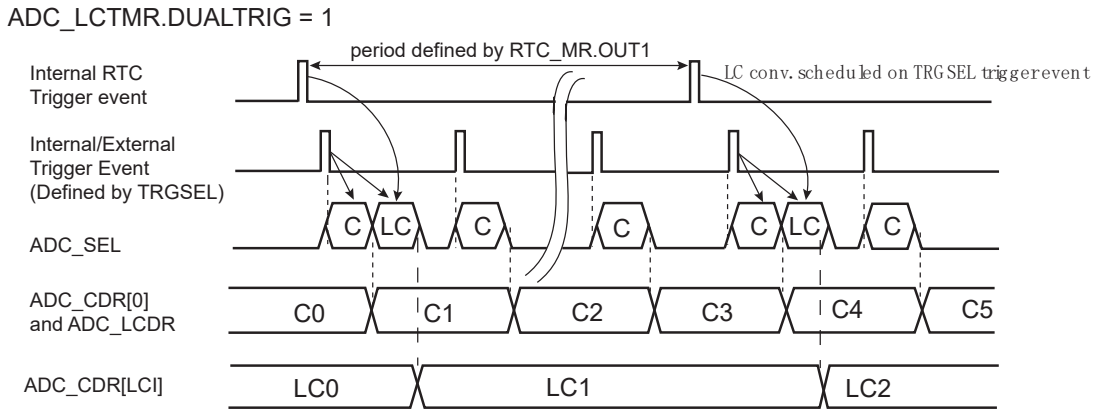 ADC_LCTMR.DUALTRIG = 1
period defined by RTC_MR.OUT1
Internal RTC
Trigger event
LC conv. scheduled on TRGSEL trigger event
Internal/External
Trigger Event
(Defined by TRGSEL)
ADC_SEL
C LC C C C LC C
ADC_CDR[0]
and ADC_LCDR
C0 C1 C2 C3 C4 C5
ADC_CDR[LCI]
LC0 LC1 LC2